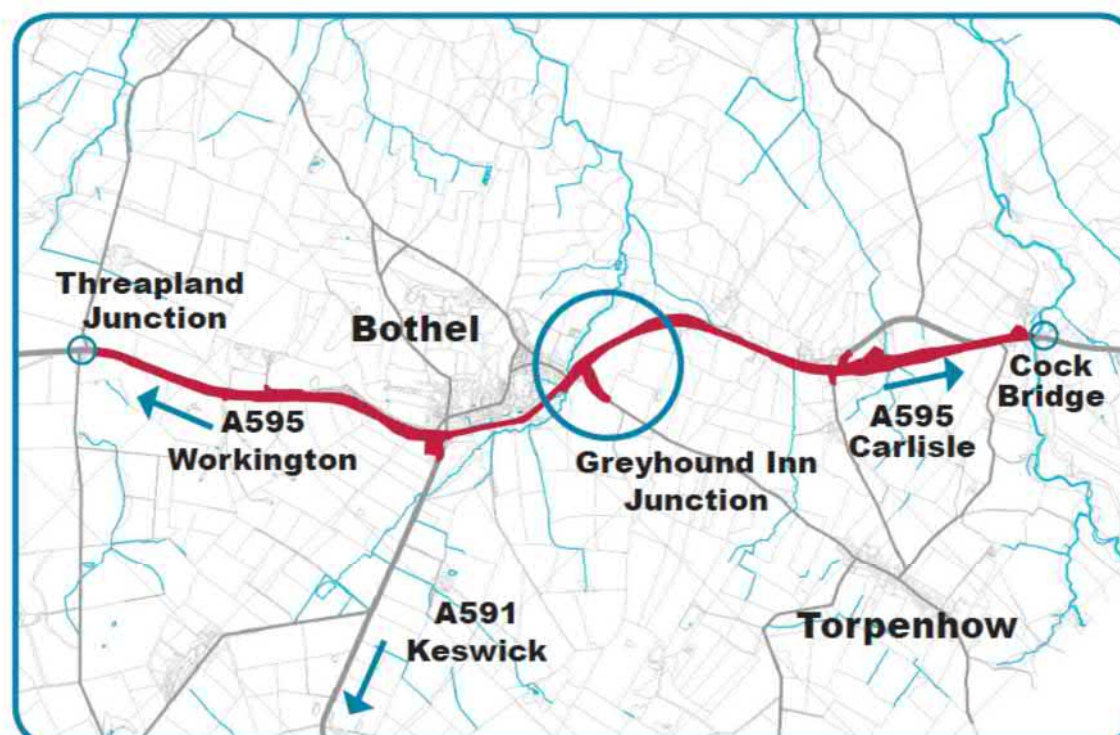 Threapland
Junction
Bothel
A595
Workington
Greyhound Inn
Junction
A595
Carlisle
Cock
Bridge
A591
Keswick
Torpenhow